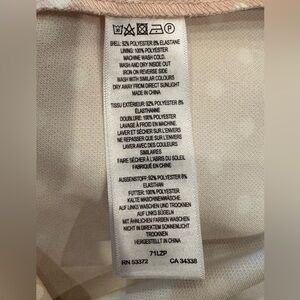 SHELL: 92% POLYESTER 8% ELASTANE
LINING: 100% POLYESTER
MACHINE WASH COLD
WASH AND DRY INSIDE OUT
IRON ON REVERSE SIDE
WASH WITH SIMILAR COLOURS
DRY AWAY FROM DIRECT SUNLIGHT
MADE IN CHINA
TISSU EXTÉRIEUR: 92% POLYESTER 8%
ÉLASTHANNE
DOUBLURE: 100% POLYESTER
LAVAGE À FROID EN MACHINE
LAVER ET SÉCHER SUR L'ENVERS
NE REPASSER QUE SUR L'ENVERS
LAVER AVEC DES COULEURS
SIMILAIRES
FAIRE SÉCHER À L'ABRI DU SOLEIL
FABRIQUÉ EN CHINE
AUSSENSTOFF: 92% POLYESTER 8%
ELASTHAN
FUTTER: 100% POLYESTER
KALTE MASCHINENWÄSCHE
AUF LINKS WASCHEN UND TROCKNEN
AUF LINKS BÜGELN
MIT ÄHNLICHEN FARBEN WASCHEN
NICHT IN DIREKTEM SONNENLICHT
TROCKNEN
HERGESTELLT IN CHINA
71LZP
RN 53372 CA 34338